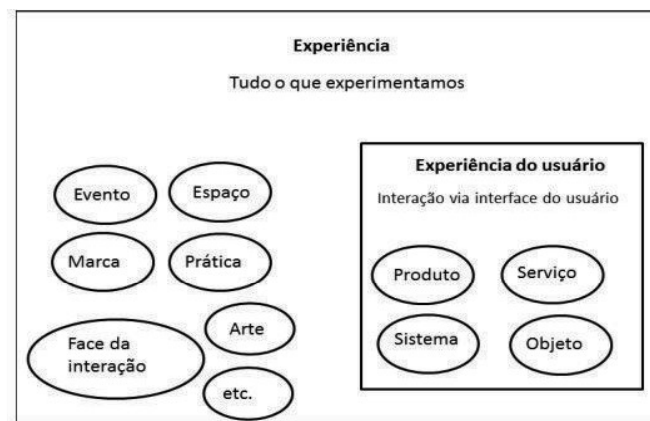 Experiência
Tudo o que experimentamos
Evento
Espaço
Marca
Prática
Face da
interação
Arte
etc.
Experiência do usuário
Interação via interface do usuário
Produto
Serviço
Sistema
Objeto